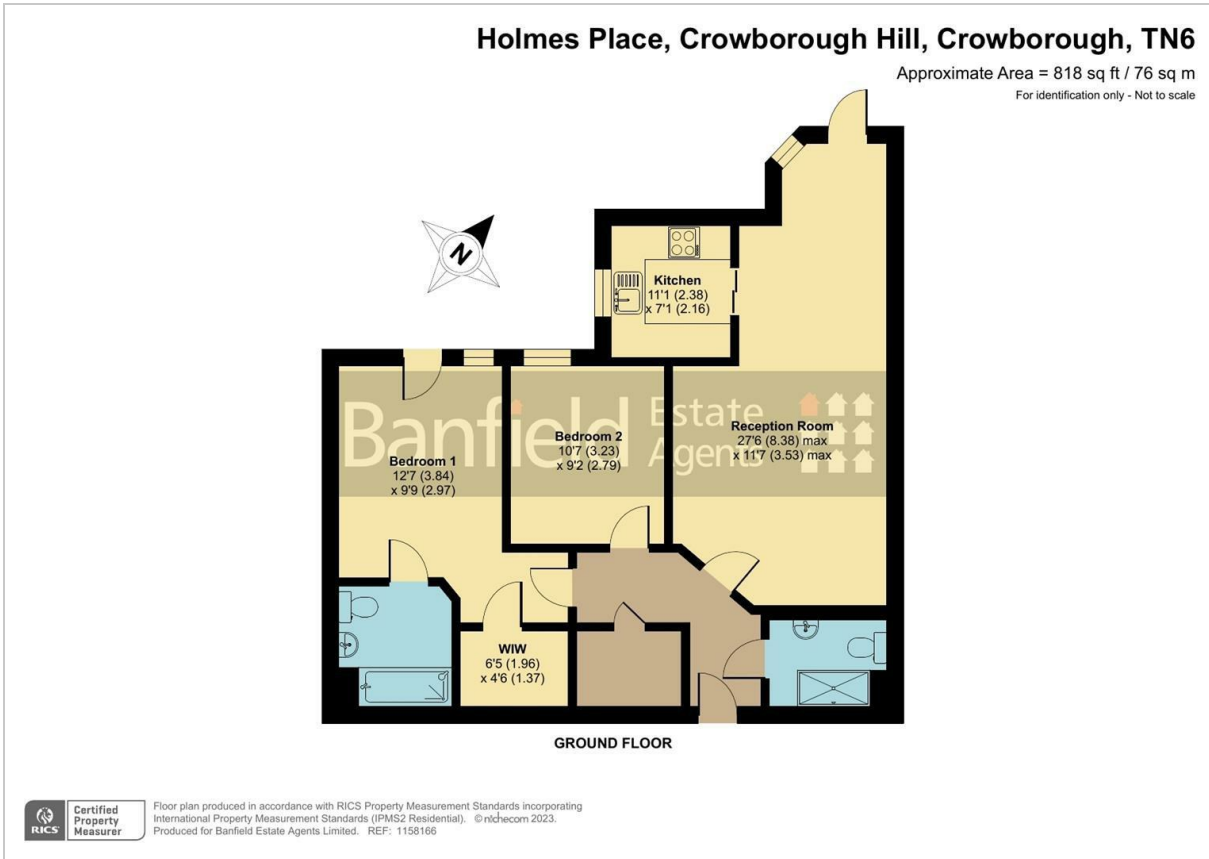 Holmes Place, Crowborough Hill, Crowborough, TN6
Approximate Area = 818 sq ft / 76 sq m
For identification only - Not to scale
N
Kitchen
11'1 (2.38)
x 7'1 (2.16)
Banfield Estate
Agents
Bedroom 1
12'7 (3.84)
x 9'9 (2.97)
Bedroom 2
10'7 (3.23)
x 9'2 (2.79)
Reception Room
27'6 (8.38) max
x 11'7 (3.53) max
WIW
6'5 (1.96)
x 4'6 (1.37)
GROUND FLOOR
RICS
Certified
Property
Measurer
Floor plan produced in accordance with RICS Property Measurement Standards incorporating
International Property Measurement Standards (IPMS2 Residential). © nichecom 2023.
Produced for Banfield Estate Agents Limited. REF: 1158166